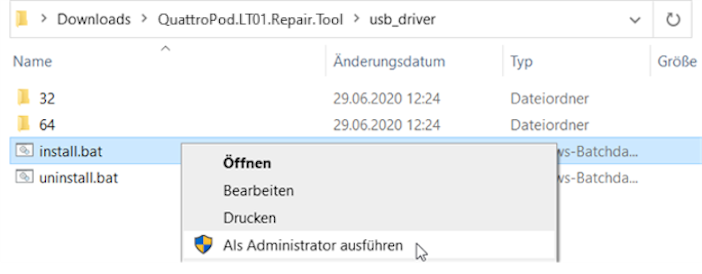 Downloads > QuattroPod.LT01.Repair.Tool > usb_driver
Name Änderungsdatum Typ Größe
32 29.06.2020 12:24 Dateiordner
64 29.06.2020 12:24 Dateiordner
install.bat ws-Batchda...
uninstall.bat ws-Batchda...
Öffnen
Bearbeiten
Drucken
Als Administrator ausführen